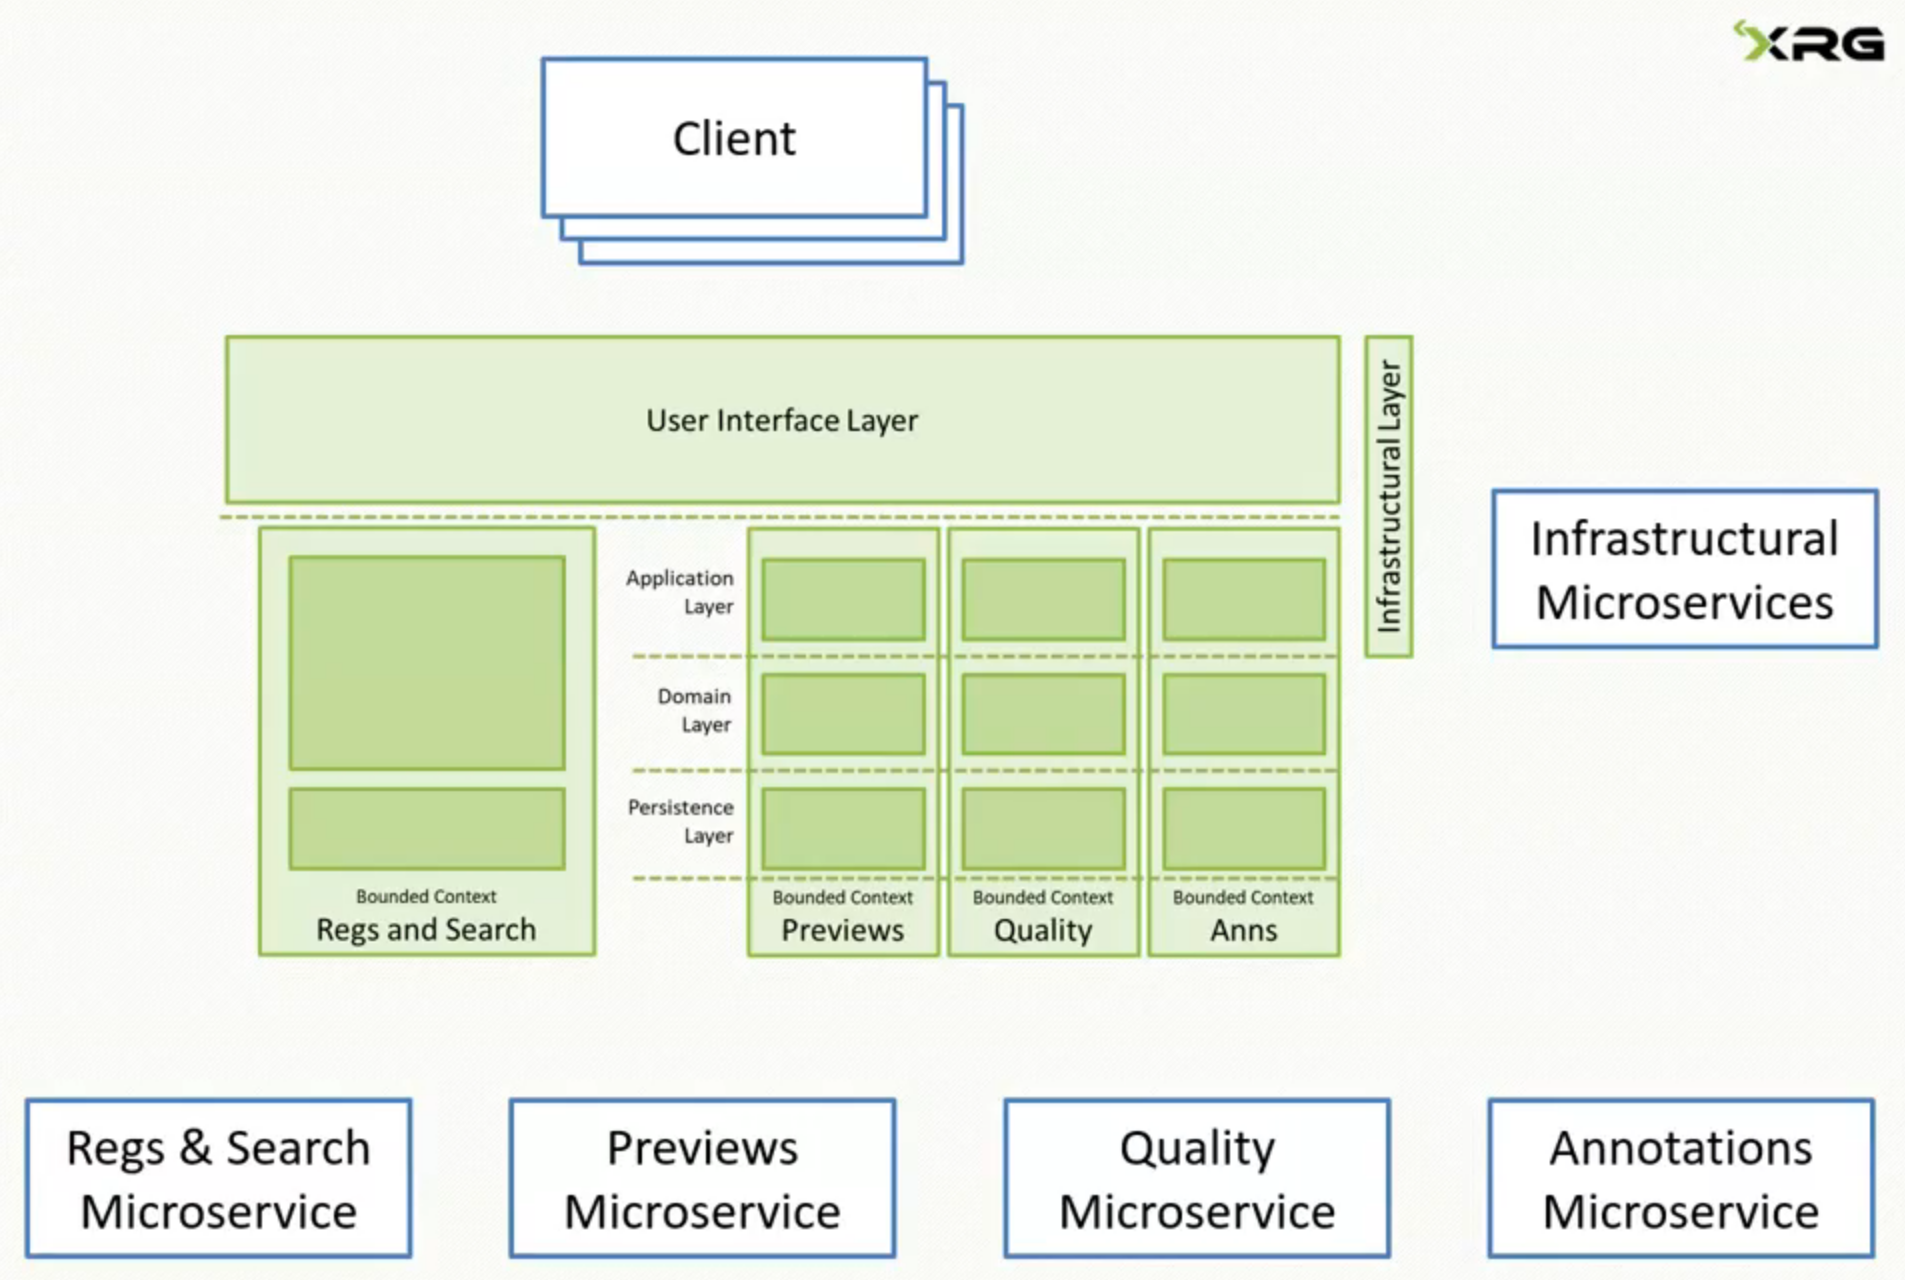 XRG
Client
User Interface Layer
Infrastructural Layer
Infrastructural
Microservices
Application
Layer
Domain
Layer
Persistence
Layer
Bounded Context
Regs and Search
Bounded Context
Previews
Bounded Context
Quality
Bounded Context
Anns
Regs & Search
Microservice
Previews
Microservice
Quality
Microservice
Annotations
Microservice